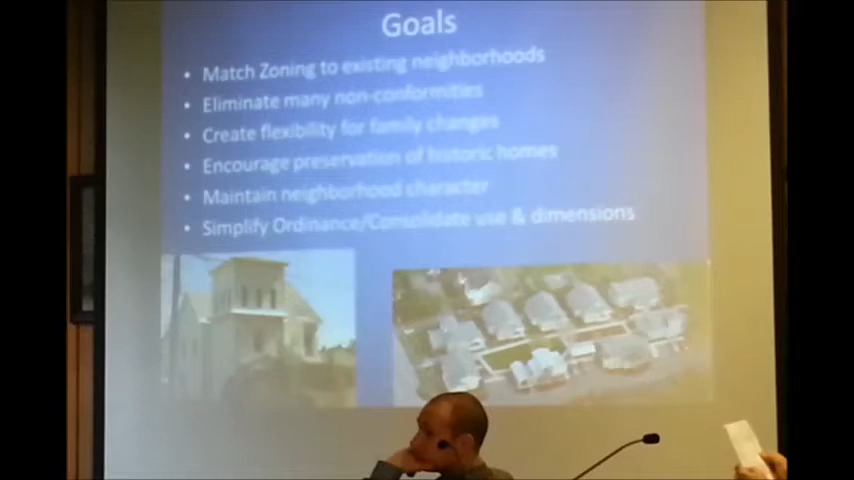 Goals
• Match Zoning to existing neighborhoods
• Eliminate many non-conformities
• Create flexibility for family changes
• Encourage preservation of historic homes
• Maintain neighborhood character
• Simplify Ordinance/Consolidate use & dimensions